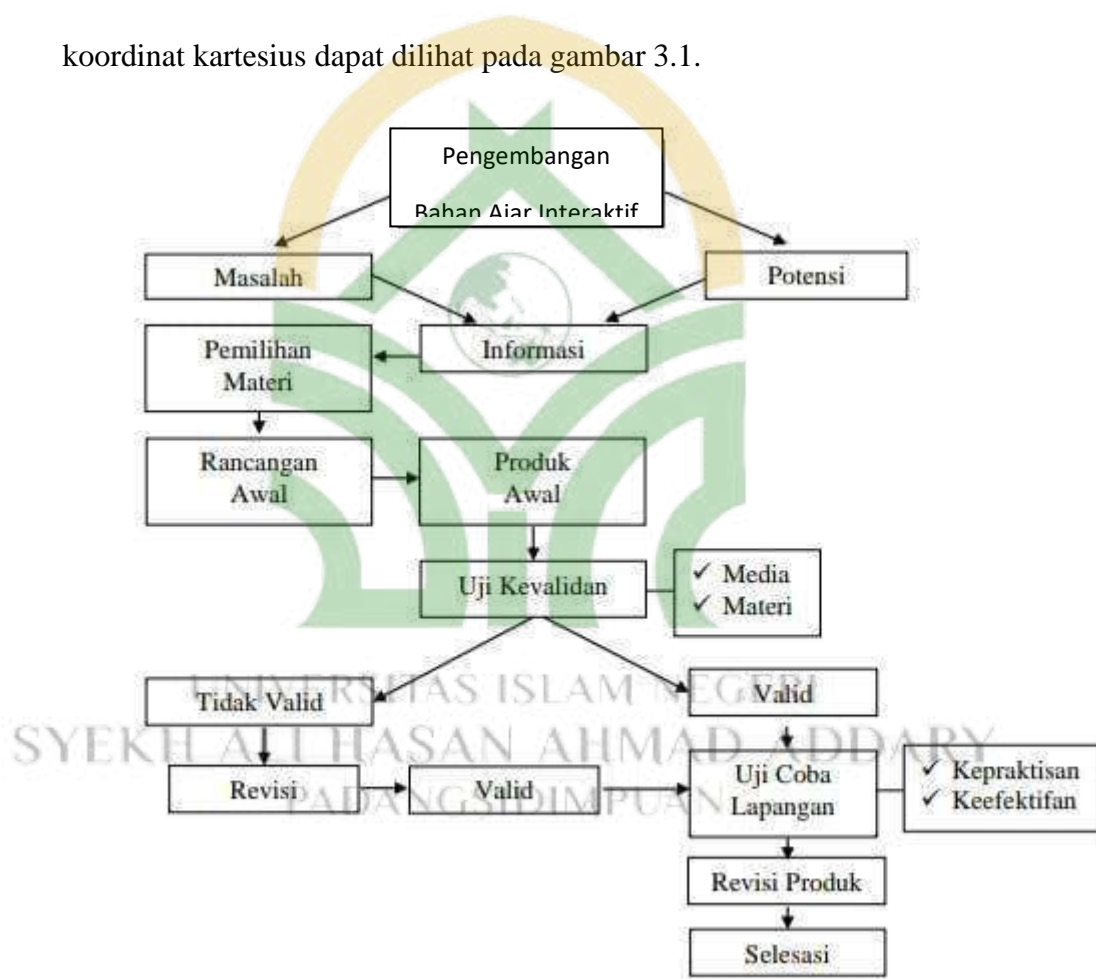 koordinat kartesius dapat dilihat pada gambar 3.1.
Pengembangan
Bahan Ajar Interaktif
Masalah
Potensi
Informasi
Pemilihan
Materi
Rancangan
Awal
Produk
Awal
Uji Kevalidan
✓ Media
✓ Materi
Tidak Valid
Valid
Revisi
Valid
Uji Coba
Lapangan
✓ Kepraktisan
✓ Keefektifan
Revisi Produk
Selesasi
UNIVERSITAS ISLAM NEGERI
SYEKH ALI HASAN AHMAD ADDARY
PADANGSIDIMPUAN